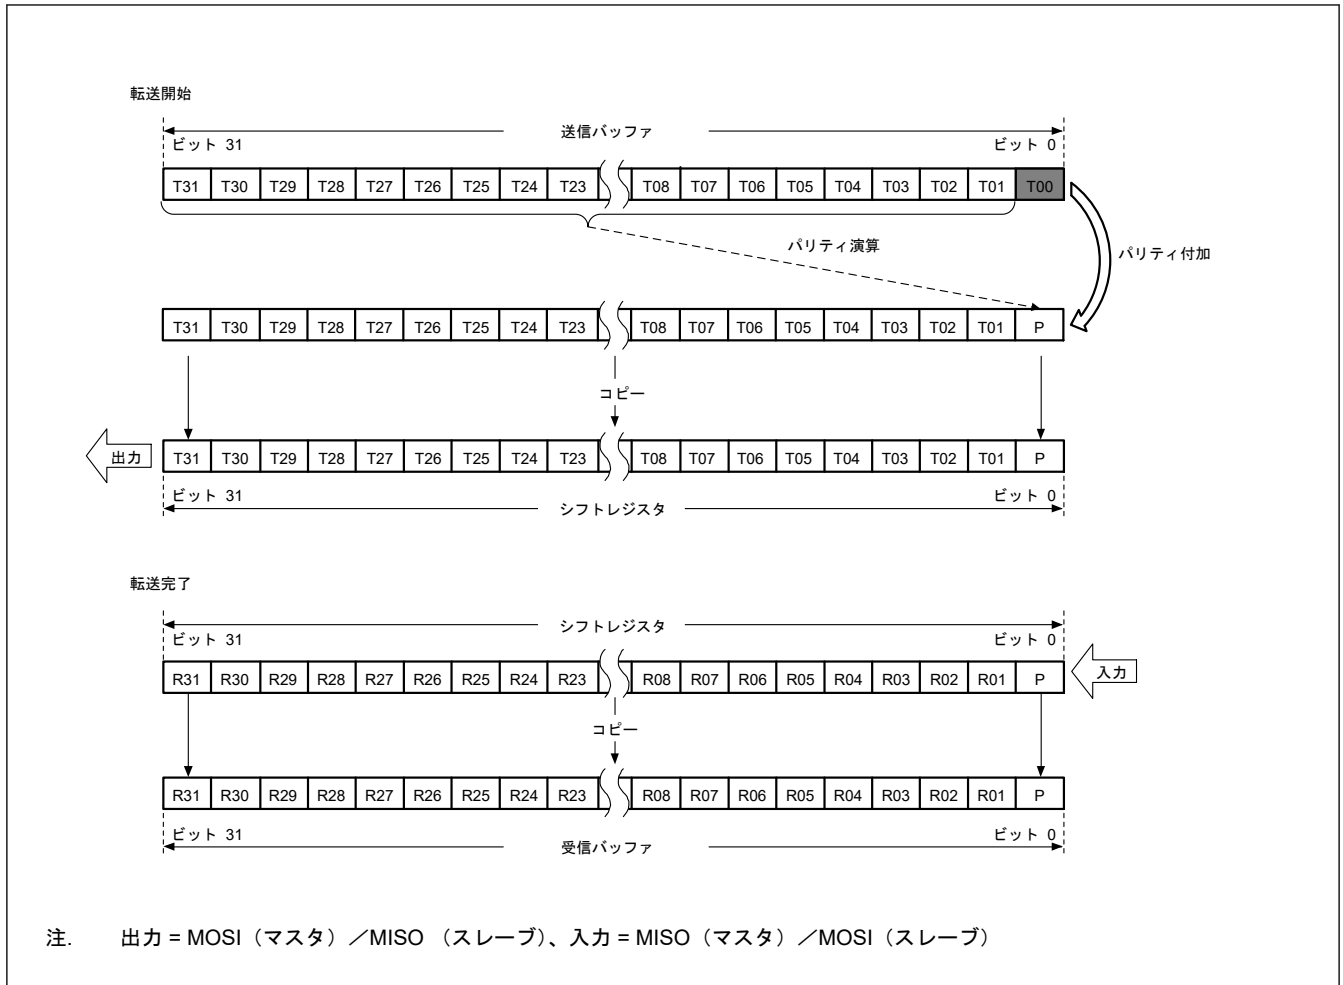 転送開始
送信バッファ
ビット 31 ビット 0
T31 T30 T29 T28 T27 T26 T25 T24 T23 T08 T07 T06 T05 T04 T03 T02 T01 T00
パリティ演算
パリティ付加
T31 T30 T29 T28 T27 T26 T25 T24 T23 T08 T07 T06 T05 T04 T03 T02 T01 P
コピー
出力
T31 T30 T29 T28 T27 T26 T25 T24 T23 T08 T07 T06 T05 T04 T03 T02 T01 P
ビット 31 ビット 0
シフトレジスタ
転送完了
シフトレジスタ
ビット 31 ビット 0
R31 R30 R29 R28 R27 R26 R25 R24 R23 R08 R07 R06 R05 R04 R03 R02 R01 P
入力
コピー
R31 R30 R29 R28 R27 R26 R25 R24 R23 R08 R07 R06 R05 R04 R03 R02 R01 P
ビット 31 ビット 0
受信バッファ
注. 出力 = MOSI（マスタ）／MISO （スレーブ）、入力 = MISO（マスタ）／MOSI（スレーブ）